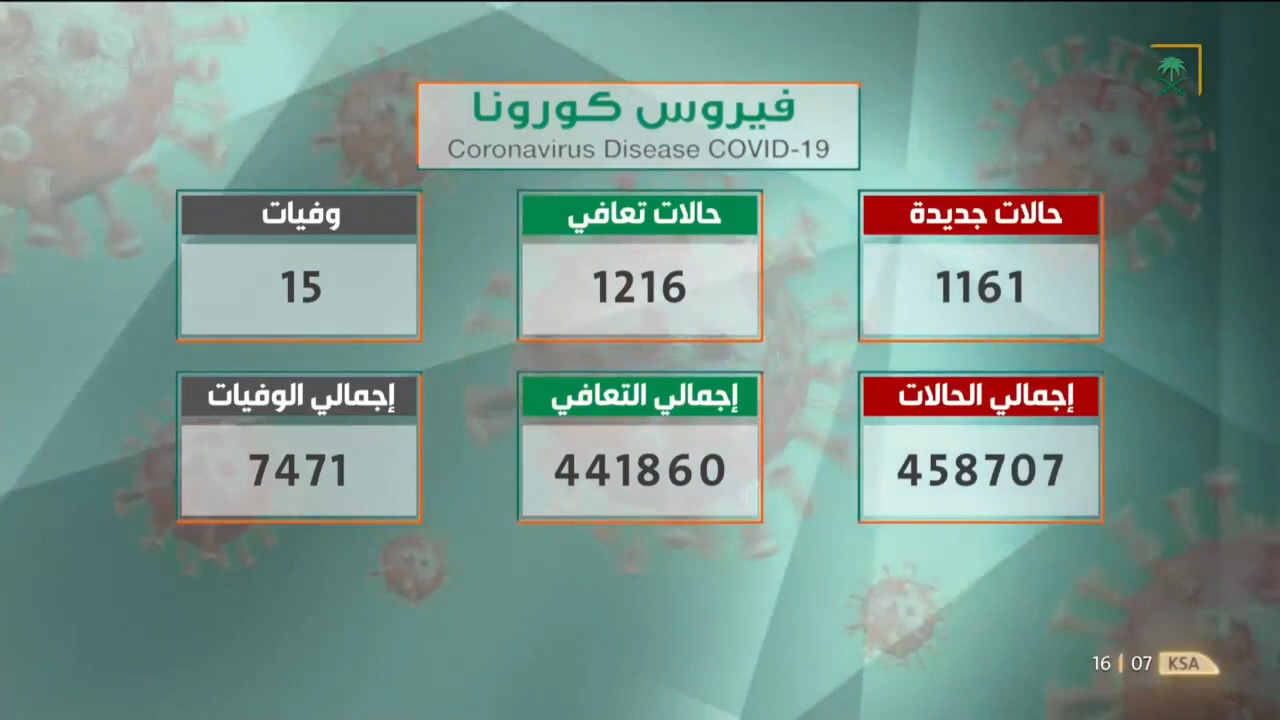 فيروس كورونا
Coronavirus Disease COVID-19
حالات جديدة
1161
حالات تعافي
1216
وفيات
15
إجمالي الحالات
458707
إجمالي التعافي
441860
إجمالي الوفيات
7471
16 | 07 KSA